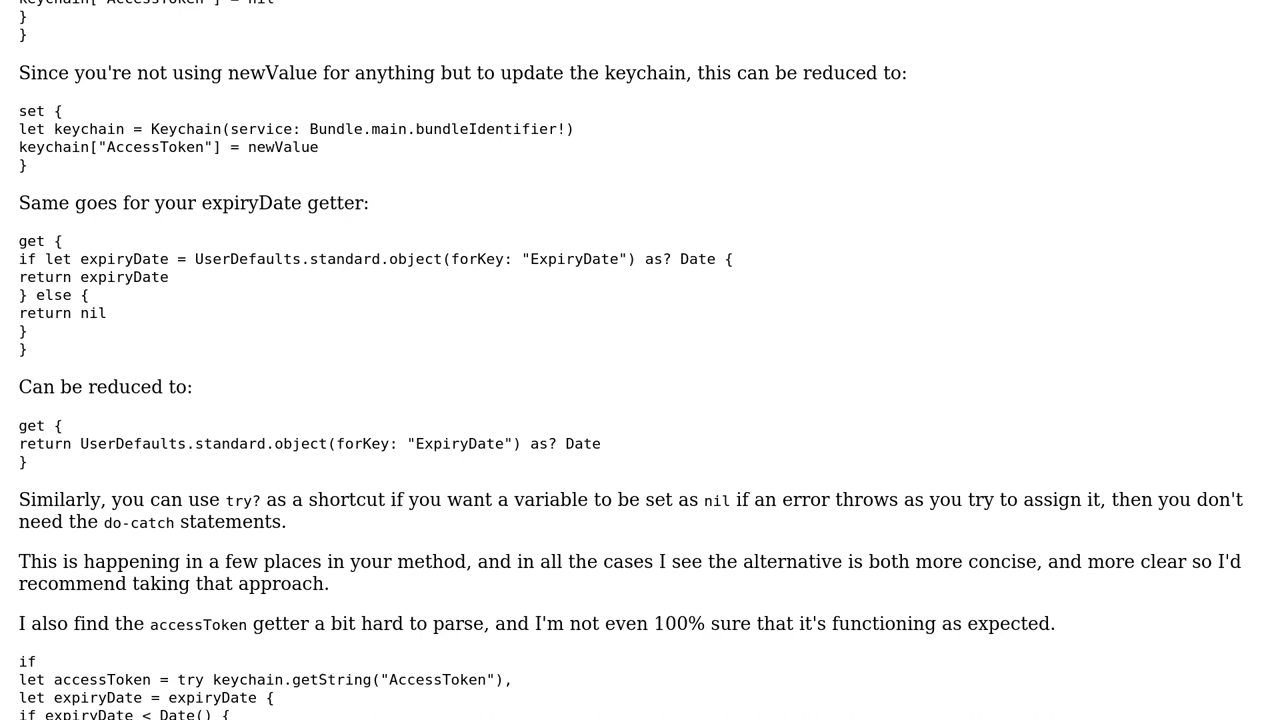 keychain["AccessToken"] = nil
}
}
Since you're not using newValue for anything but to update the keychain, this can be reduced to:
set {
let keychain = Keychain(service: Bundle.main.bundleIdentifier!)
keychain["AccessToken"] = newValue
}
Same goes for your expiryDate getter:
get {
if let expiryDate = UserDefaults.standard.object(forKey: "ExpiryDate") as? Date {
return expiryDate
} else {
return nil
}
}
Can be reduced to:
get {
return UserDefaults.standard.object(forKey: "ExpiryDate") as? Date
}
Similarly, you can use try? as a shortcut if you want a variable to be set as nil if an error throws as you try to assign it, then you don't
need the do-catch statements.
This is happening in a few places in your method, and in all the cases I see the alternative is both more concise, and more clear so I'd
recommend taking that approach.
I also find the accessToken getter a bit hard to parse, and I'm not even 100% sure that it's functioning as expected.
if
let accessToken = try keychain.getString("AccessToken"),
let expiryDate = expiryDate {
if expiryDate < Date() {